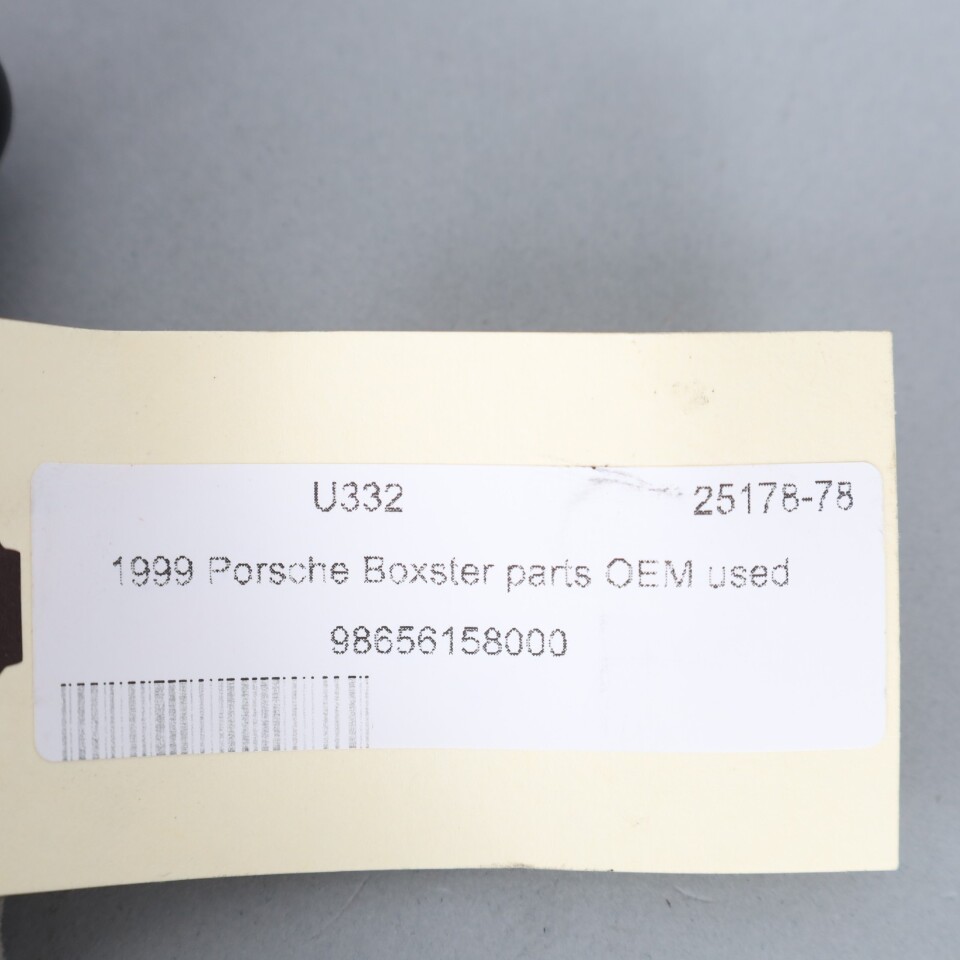 U332 25178-78
1999 Porsche Boxster parts OEM used
98656158000